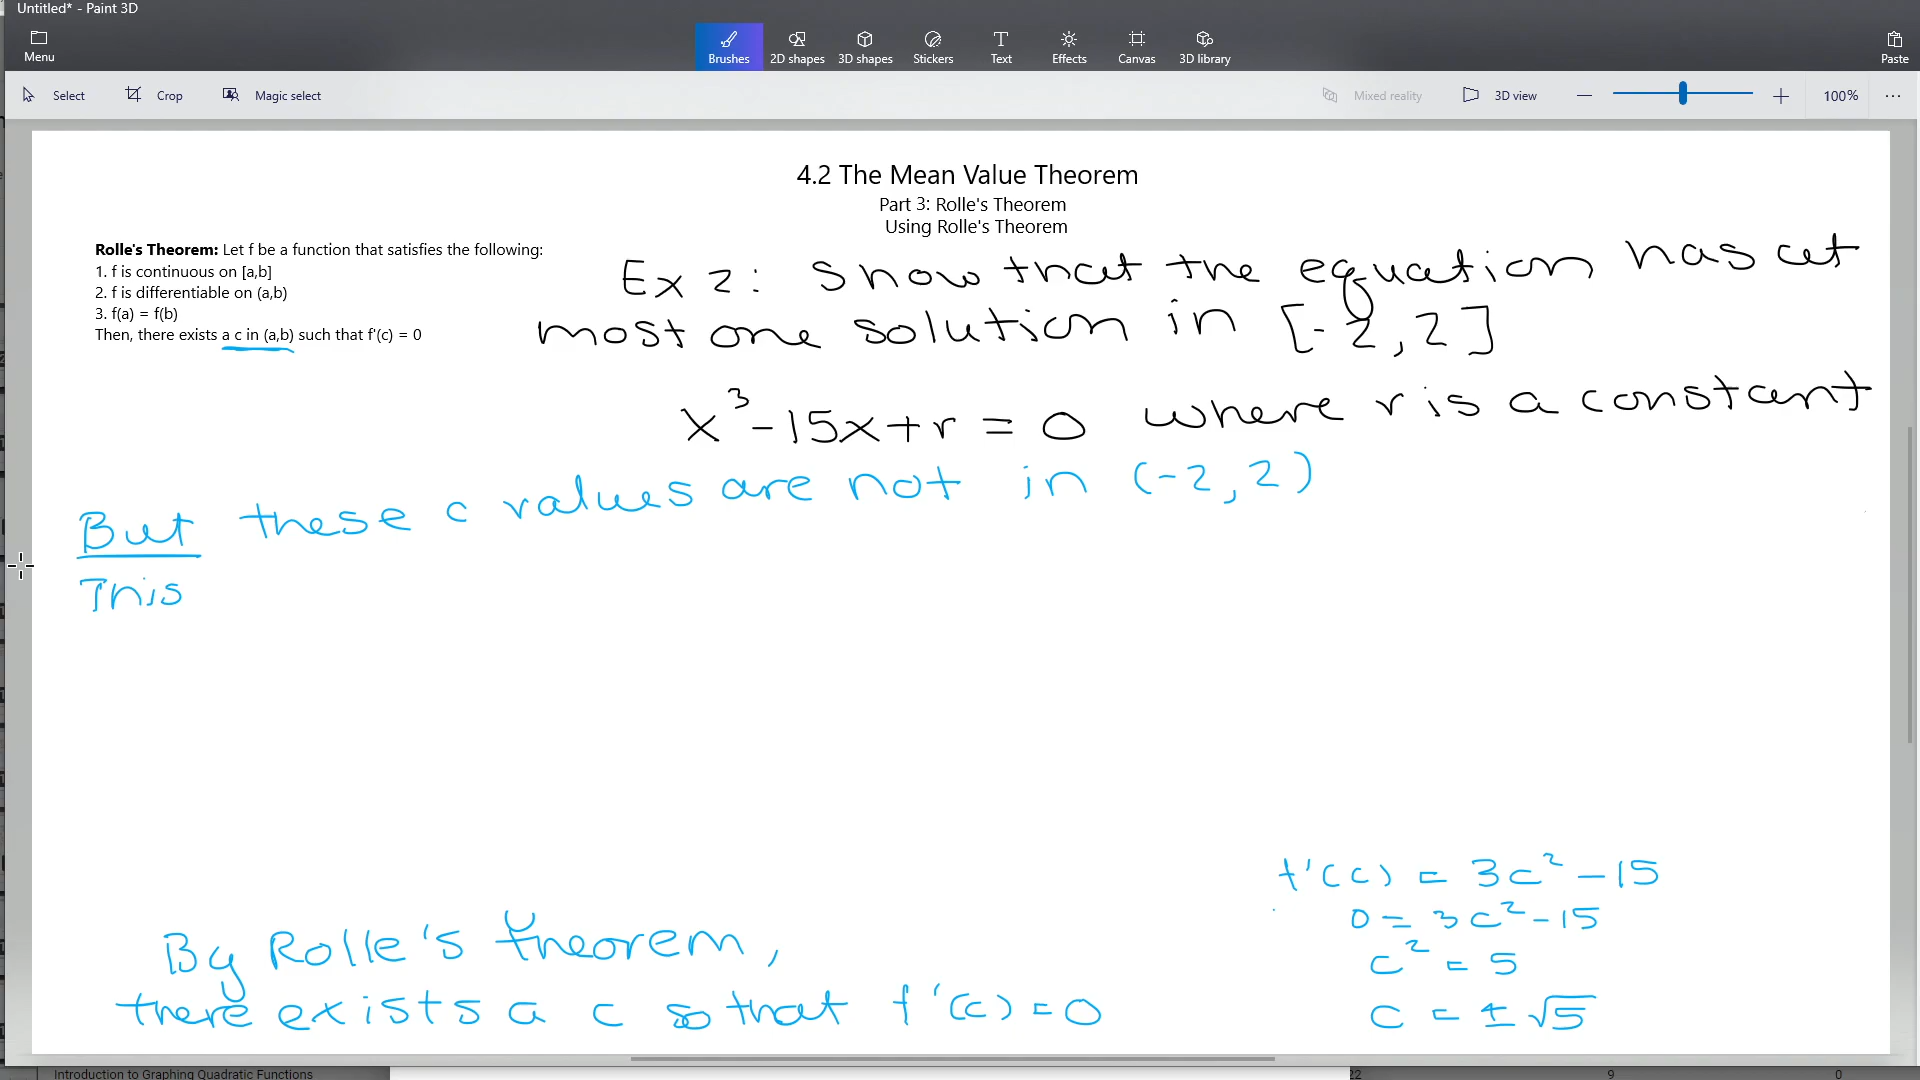 Untitled* - Paint 3D
Menu
Brushes 2D shapes 3D shapes Stickers Text Effects Canvas 3D library
Paste
Select Crop Magic select
Mixed reality 3D view 100%
4.2 The Mean Value Theorem
Part 3: Rolle's Theorem
Using Rolle's Theorem
Rolle's Theorem: Let f be a function that satisfies the following:
1. f is continuous on [a,b]
2. f is differentiable on (a,b)
3. f(a) = f(b)
Then, there exists a c in (a,b) such that f'(c) = 0
Ex 2: Show that the equation has at
most one solution in [-2,2]
x³-15x+r = 0 where r is a constant
But these c values are not in (-2,2)
This
f'(c) = 3c² - 15
0 = 3c² - 15
c² = 5
c = ± √5
By Rolle's theorem,
there exists a c so that f'(c) = 0
Introduction to Graphing Quadratic Functions
22 9 0